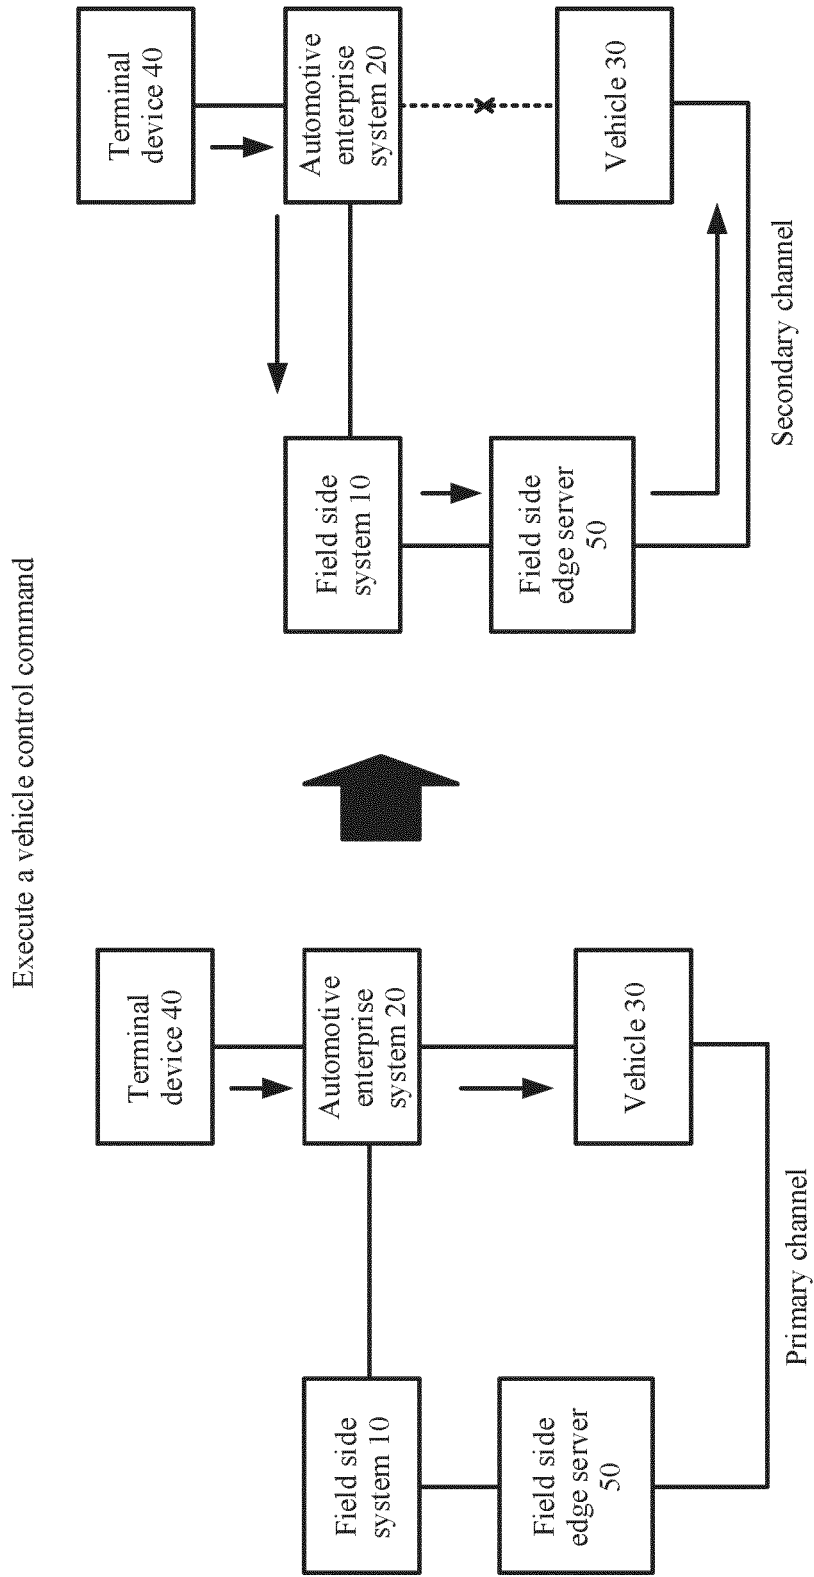 Execute a vehicle control command
Terminal
device 40
Field side
system 10
Automotive
enterprise
system 20
Field side
edge server
50
Vehicle 30
Primary channel
Terminal
device 40
Field side
system 10
Automotive
enterprise
system 20
Field side
edge server
50
Vehicle 30
Secondary channel